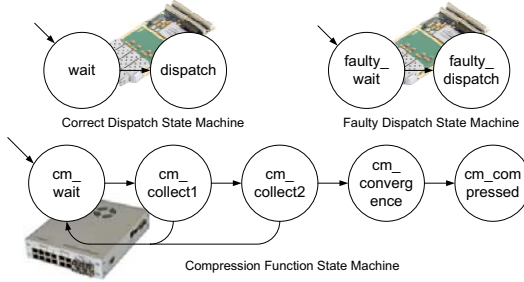 wait
dispatch
faulty_
wait
faulty_
dispatch
Correct Dispatch State Machine
Faulty Dispatch State Machine
cm_
wait
cm_
collect1
cm_
collect2
cm_
converg
ence
cm_com
pressed
Compression Function State Machine